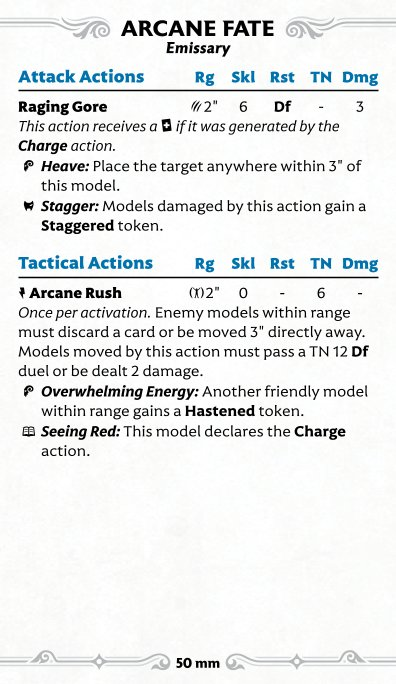 ARCANE FATE
Emissary
Attack Actions Rg Skl Rst TN Dmg
Raging Gore 2" 6 Df - 3
This action receives a + if it was generated by the
Charge action.
Heave: Place the target anywhere within 3" of
this model.
Stagger: Models damaged by this action gain a
Staggered token.
Tactical Actions Rg Skl Rst TN Dmg
Arcane Rush 2" 0 - 6 -
Once per activation. Enemy models within range
must discard a card or be moved 3" directly away.
Models moved by this action must pass a TN 12 Df
duel or be dealt 2 damage.
Overwhelming Energy: Another friendly model
within range gains a Hastened token.
Seeing Red: This model declares the Charge
action.
50 mm